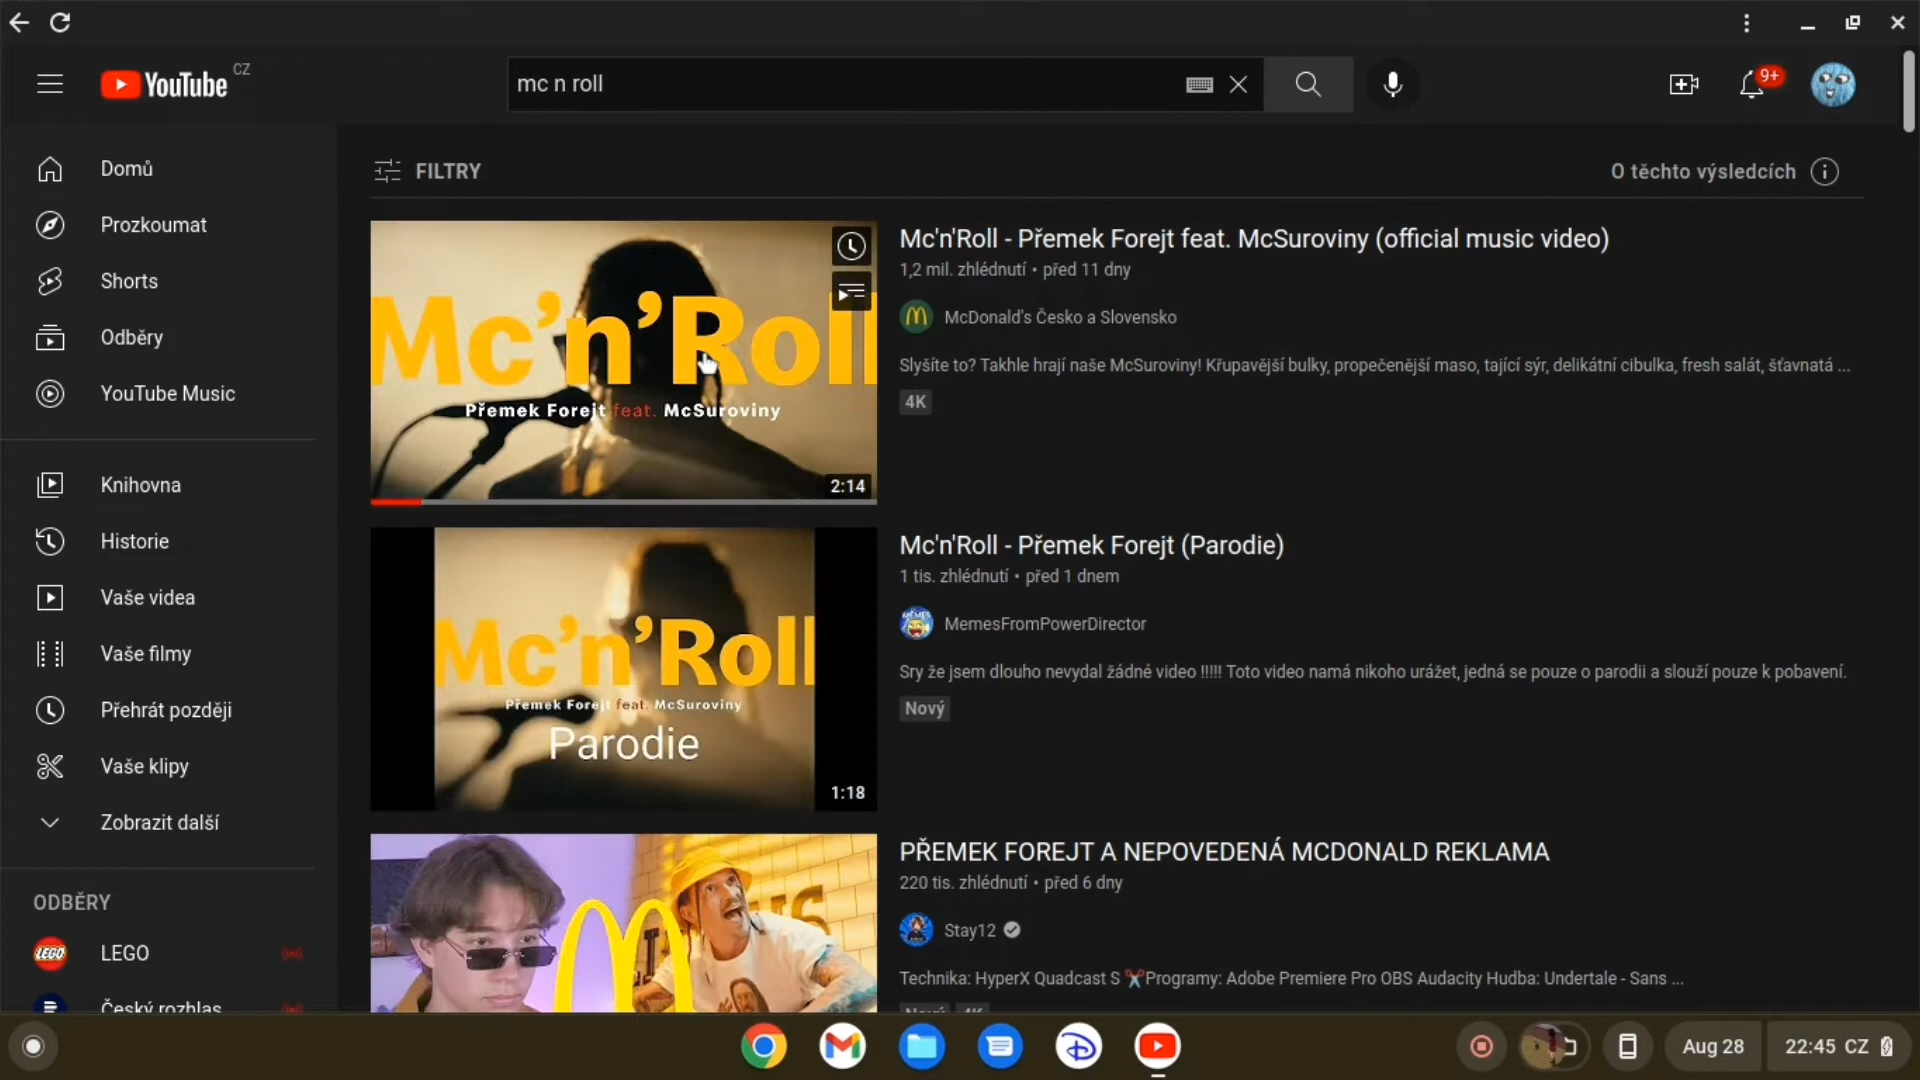 YouTube CZ
mc n roll
9+
Domů
Prozkoumat
Shorts
Odběry
YouTube Music
Knihovna
Historie
Vaše videa
Vaše filmy
Přehrát později
Vaše klipy
Zobrazit další
ODBĚRY
LEGO
LEGO
Český rozhlas
FILTRY
O těchto výsledcích
Mc’n’Roll
Přemek Forejt feat. McSuroviny
2:14
Mc'n'Roll - Přemek Forejt feat. McSuroviny (official music video)
1,2 mil. zhlédnutí • před 11 dny
McDonald's Česko a Slovensko
Slyšíte to? Takhle hrají naše McSuroviny! Křupavější bulky, propečenější maso, tající sýr, delikátní cibulka, fresh salát, šťavnatá ...
4K
Mc’n’Roll
Přemek Forejt feat. McSuroviny
Parodie
1:18
Mc'n'Roll - Přemek Forejt (Parodie)
1 tis. zhlédnutí • před 1 dnem
MemesFromPowerDirector
Sry že jsem dlouho nevydal žádné video !!!!! Toto video namá nikoho urážet, jedná se pouze o parodii a slouží pouze k pobavení.
Nový
PŘEMEK FOREJT A NEPOVEDENÁ MCDONALD REKLAMA
220 tis. zhlédnutí • před 6 dny
Stay12
Technika: HyperX Quadcast S ✂Programy: Adobe Premiere Pro OBS Audacity Hudba: Undertale - Sans ...
Nový 4K
Aug 28
22:45 CZ